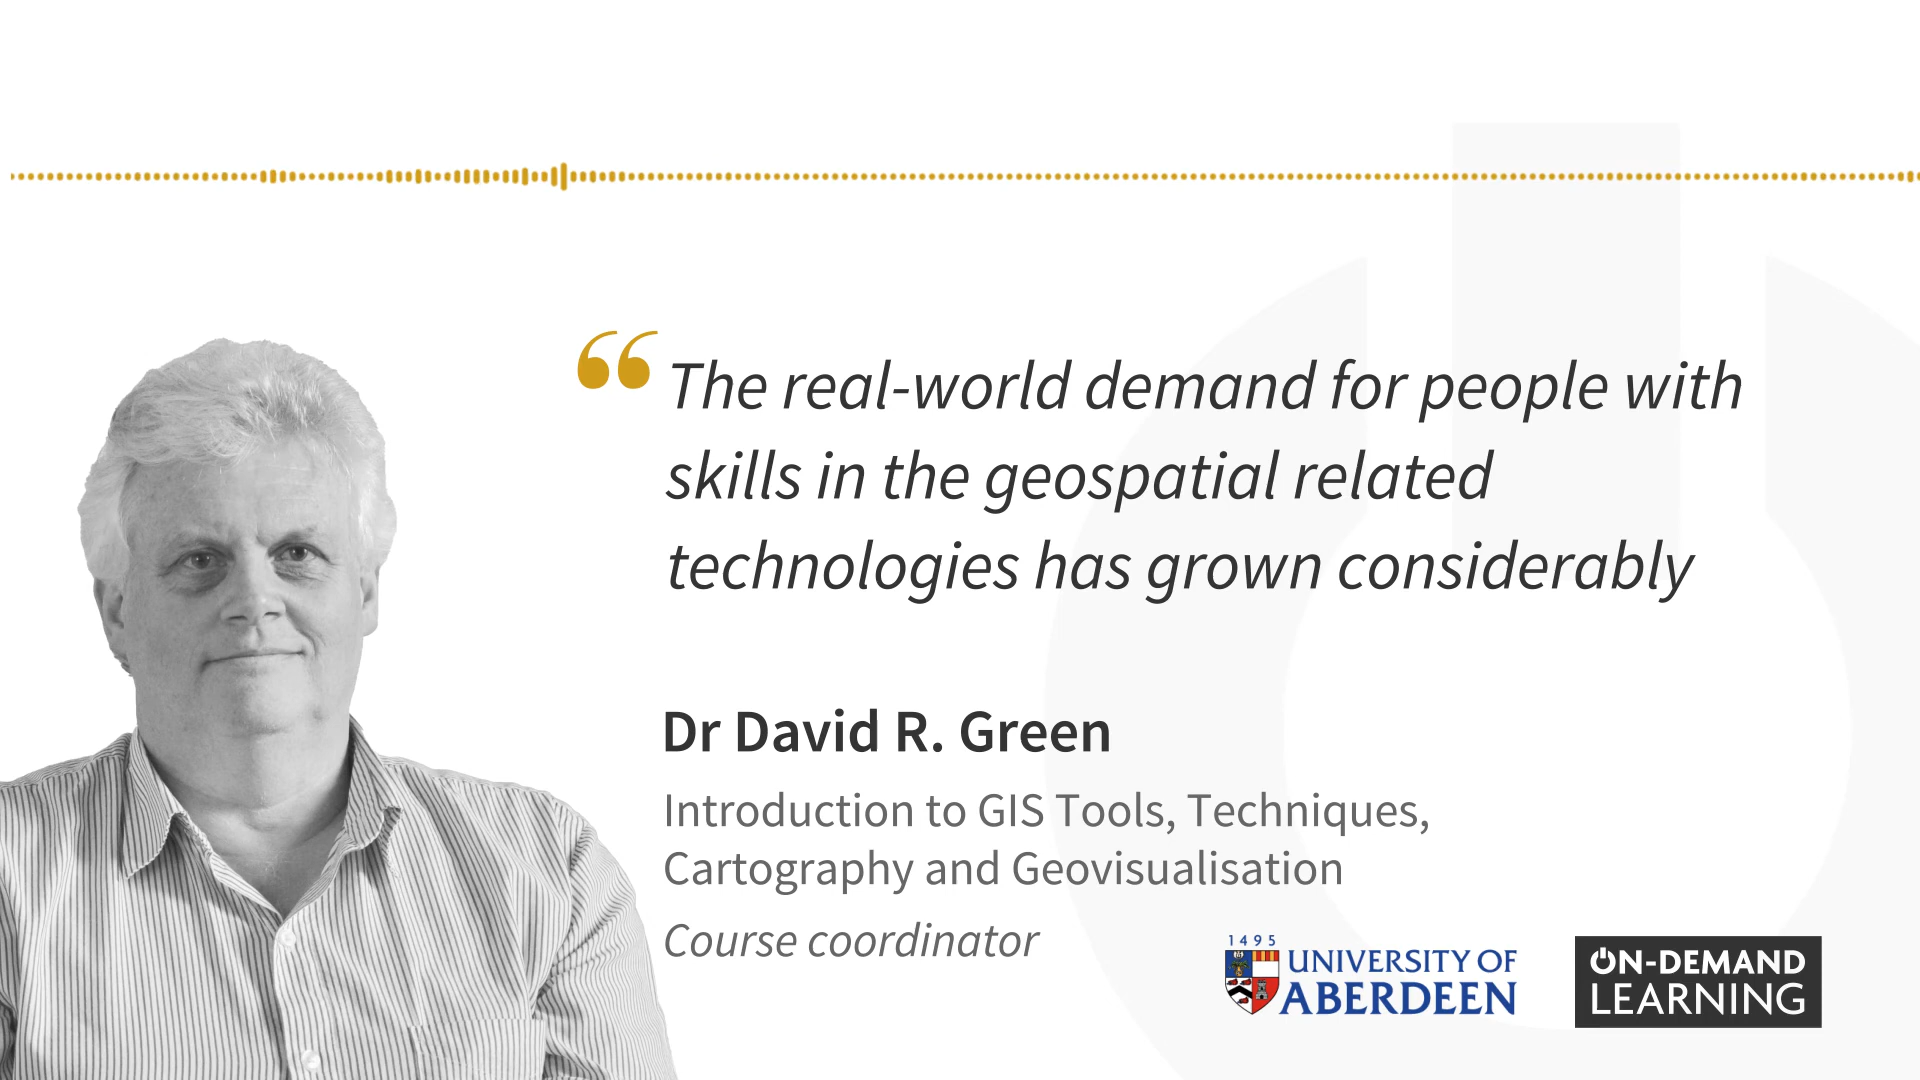 “The real-world demand for people with
skills in the geospatial related
technologies has grown considerably
Dr David R. Green
Introduction to GIS Tools, Techniques,
Cartography and Geovisualisation
Course coordinator
1495
UNIVERSITY OF
ABERDEEN
ON-DEMAND
LEARNING